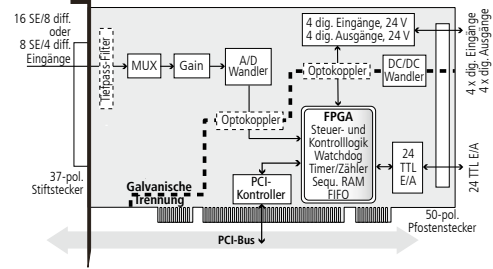 16 SE/8 diff.
oder
8 SE/4 diff.
Eingänge
Tiefpass-Filter
MUX
Gain
A/D
Wandler
4 dig. Eingänge, 24 V
4 dig. Ausgänge, 24 V
Optokoppler
DC/DC
Wandler
4 x dig. Eingänge
4 x dig. Ausgänge
Optokoppler
FPGA
Steuer- und
Kontrolllogik
Watchdog
Timer/Zähler
Sequ. RAM
FIFO
24
TTL
E/A
24 TTL E/A
37-pol.
Stiftstecker
Galvanische
Trennung
PCI-
Kontroller
50-pol.
Pfostenstecker
PCI-Bus